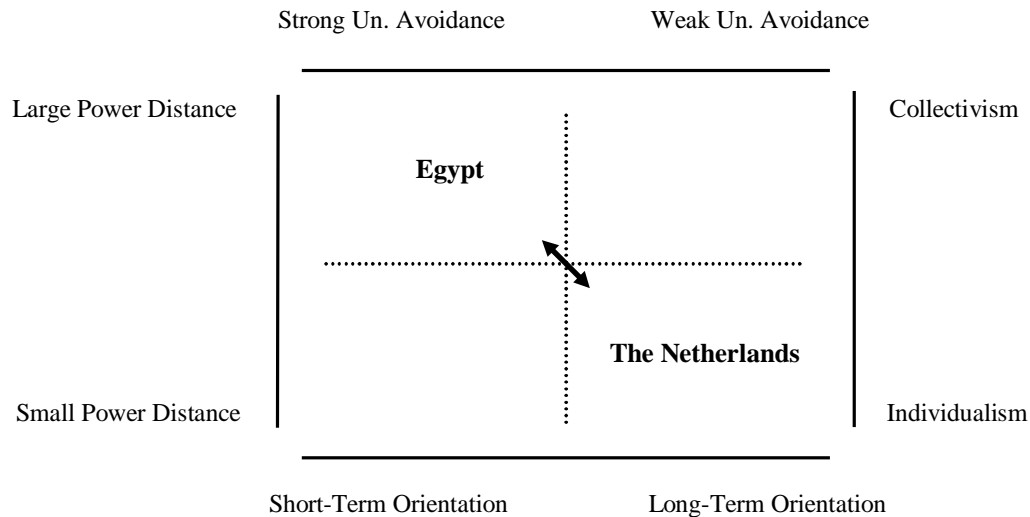 Strong Un. Avoidance Weak Un. Avoidance
Large Power Distance Collectivism
Egypt
The Netherlands
Small Power Distance Individualism
Short-Term Orientation Long-Term Orientation